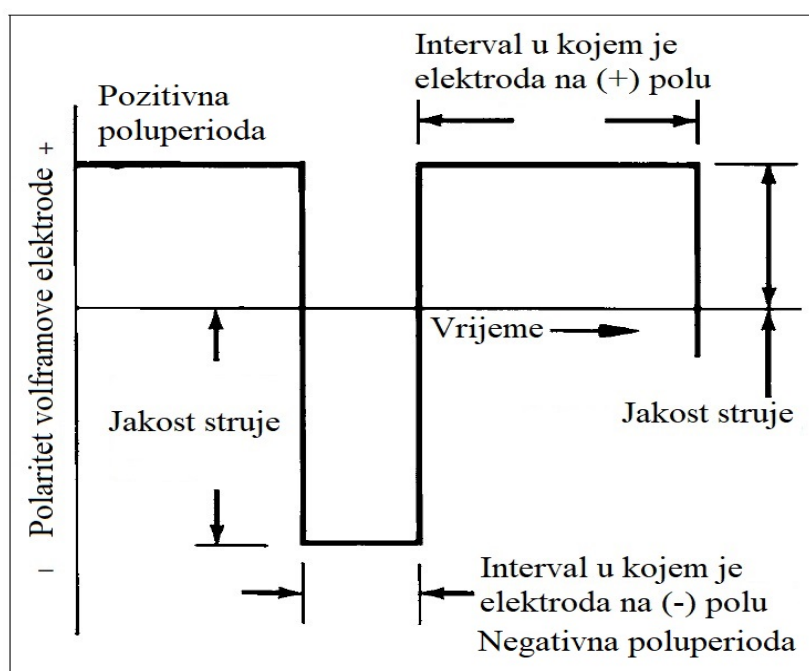 Interval u kojem je
elektroda na (+) polu
Pozitivna
poluperioda
− Polaritet volframove elektrode +
Vrijeme
Jakost struje
Jakost struje
Interval u kojem je
elektroda na (-) polu
Negativna poluperioda